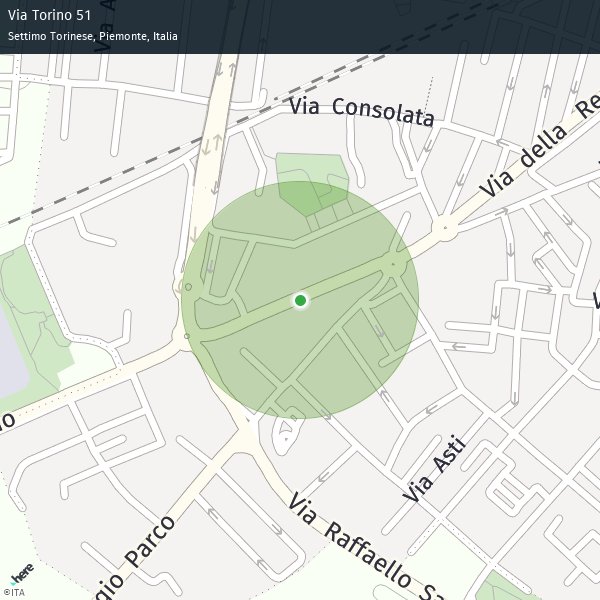 Via Torino 51
Settimo Torinese, Piemonte, Italia
Via A
Via Consolata
Via della Re
V
no
Via Asti
Via Raffaello Sa
gio Parco
here
©ITA